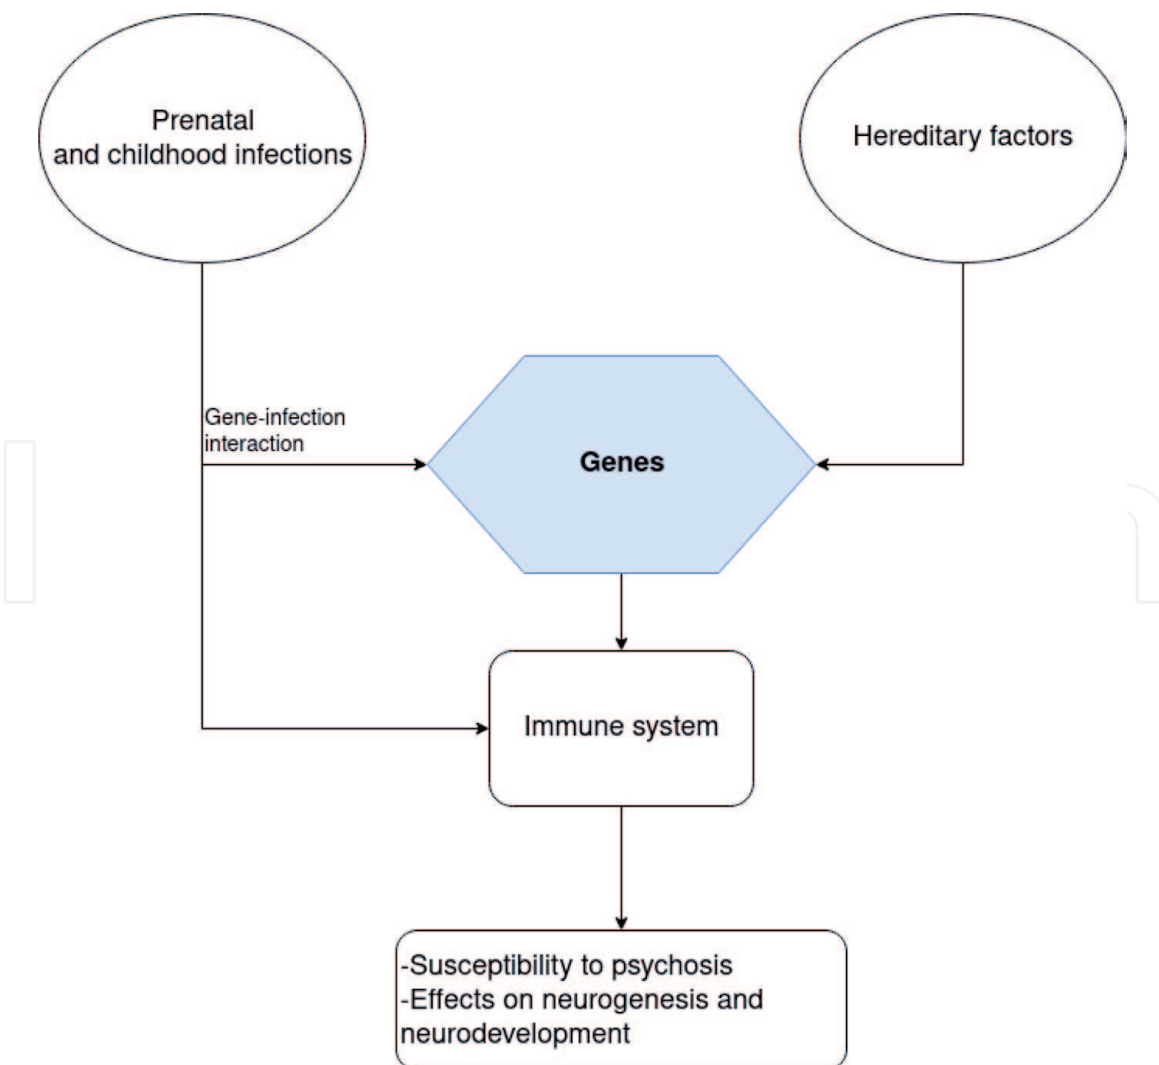 Prenatal
and childhood infections
Hereditary factors
Gene-infection
interaction
Genes
Immune system
-Susceptibility to psychosis
-Effects on neurogenesis and
neurodevelopment